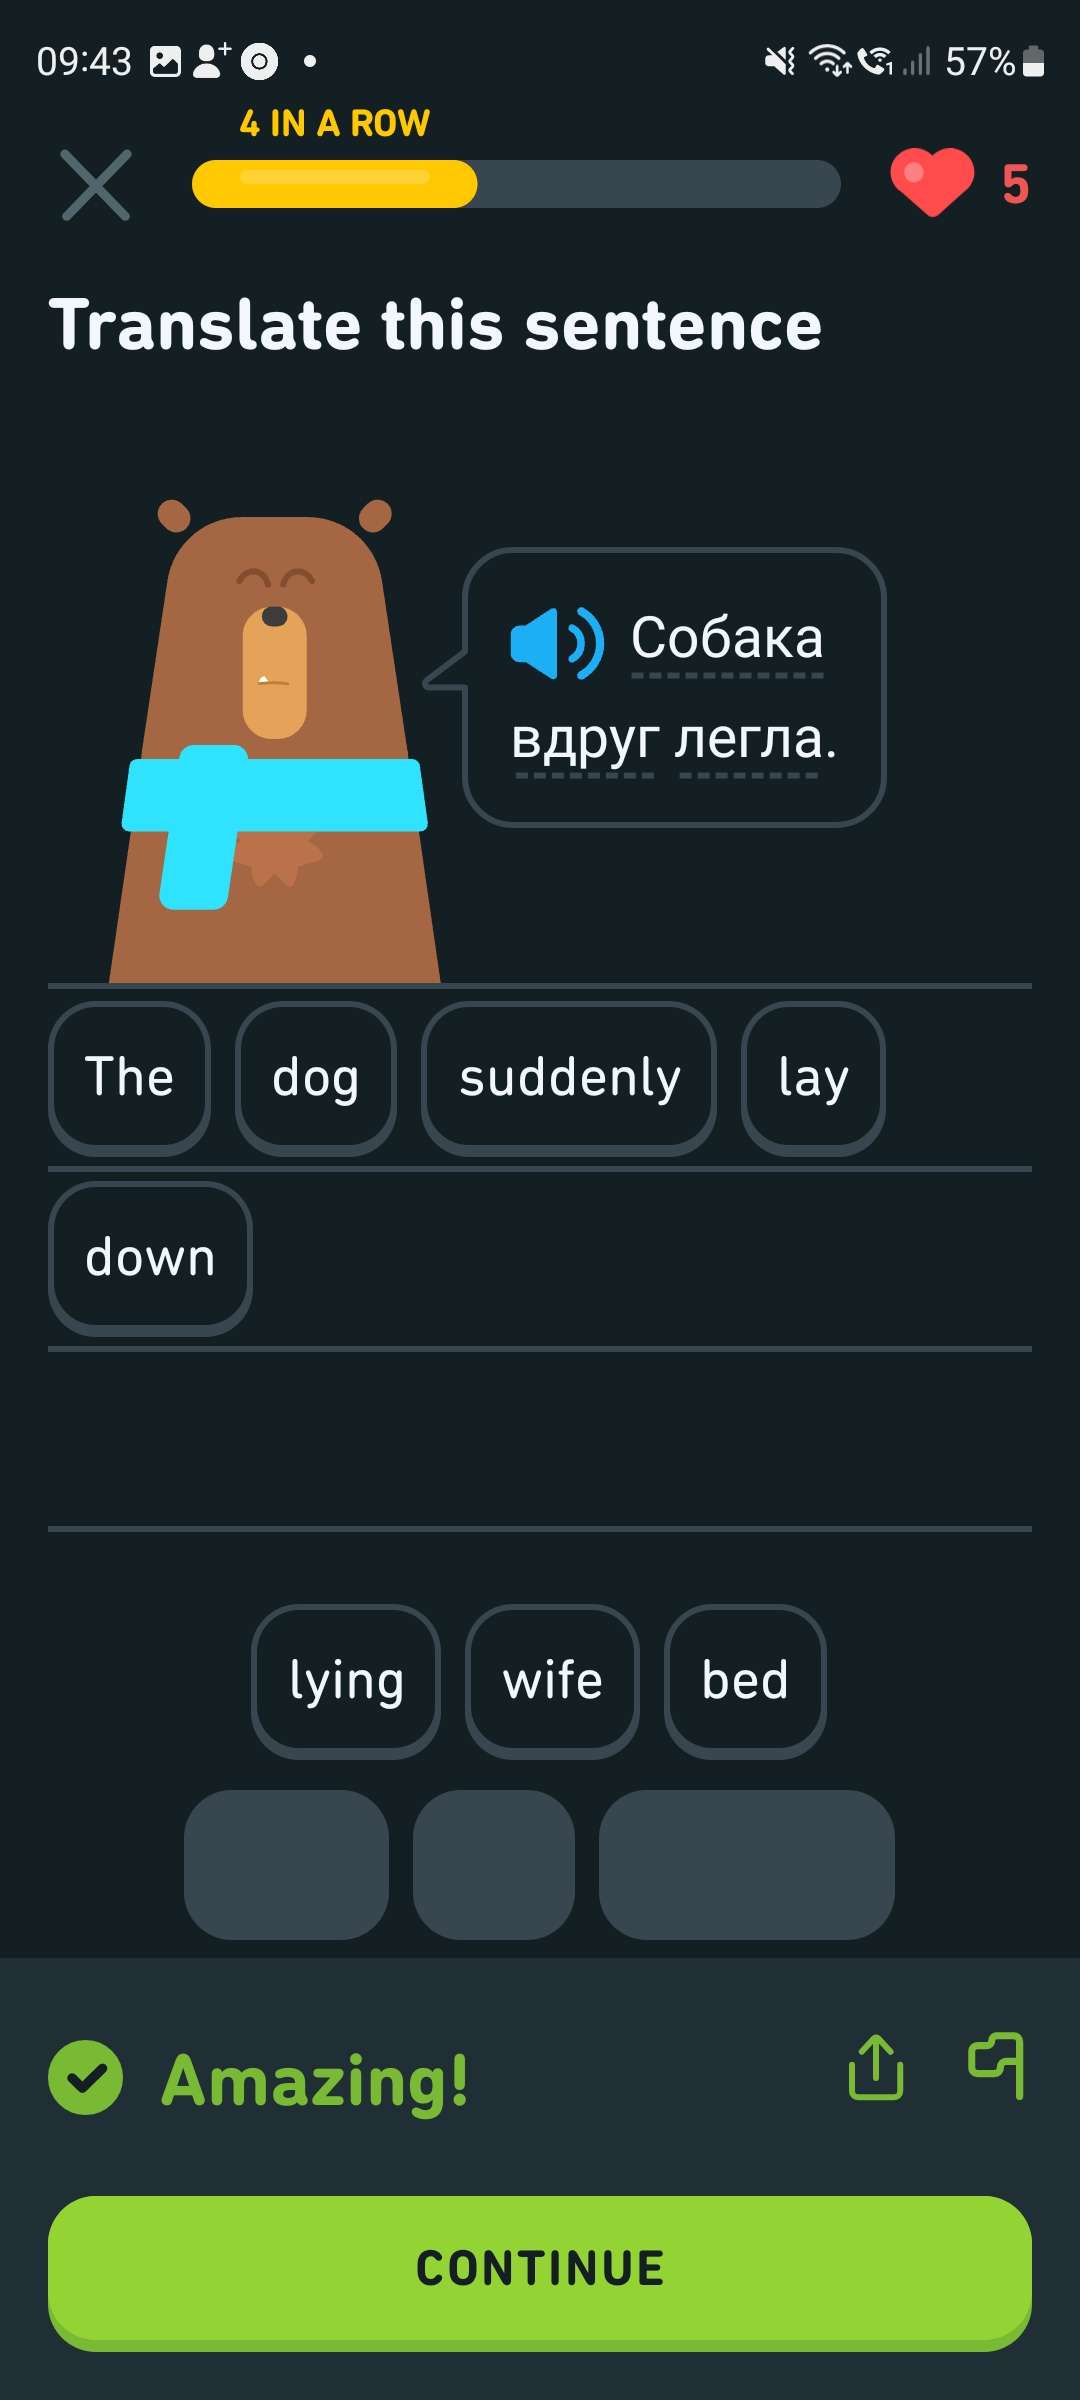 09:43
57%
4 IN A ROW
5
Translate this sentence
Собака
вдруг легла.
The dog suddenly lay
down
lying wife bed
Amazing!
CONTINUE